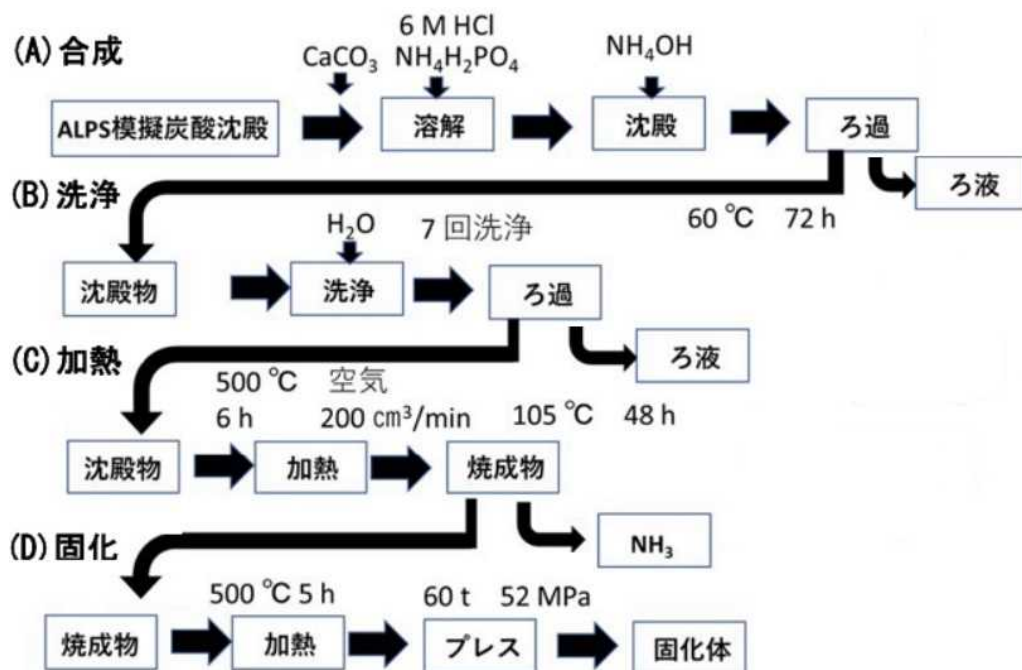 (A) 合成
CaCO₃
6 M HCl
NH₄H₂PO₄
NH₄OH
ALPS模擬炭酸沈殿
溶解
沈殿
ろ過
ろ液
(B) 洗浄
60 ℃ 72 h
H₂O
7 回洗浄
沈殿物
洗浄
ろ過
ろ液
(C) 加熱
500 ℃ 空気
6 h 200 cm³/min
105 ℃ 48 h
沈殿物
加熱
焼成物
NH₃
(D) 固化
500 ℃ 5 h
60 t 52 MPa
焼成物
加熱
プレス
固化体